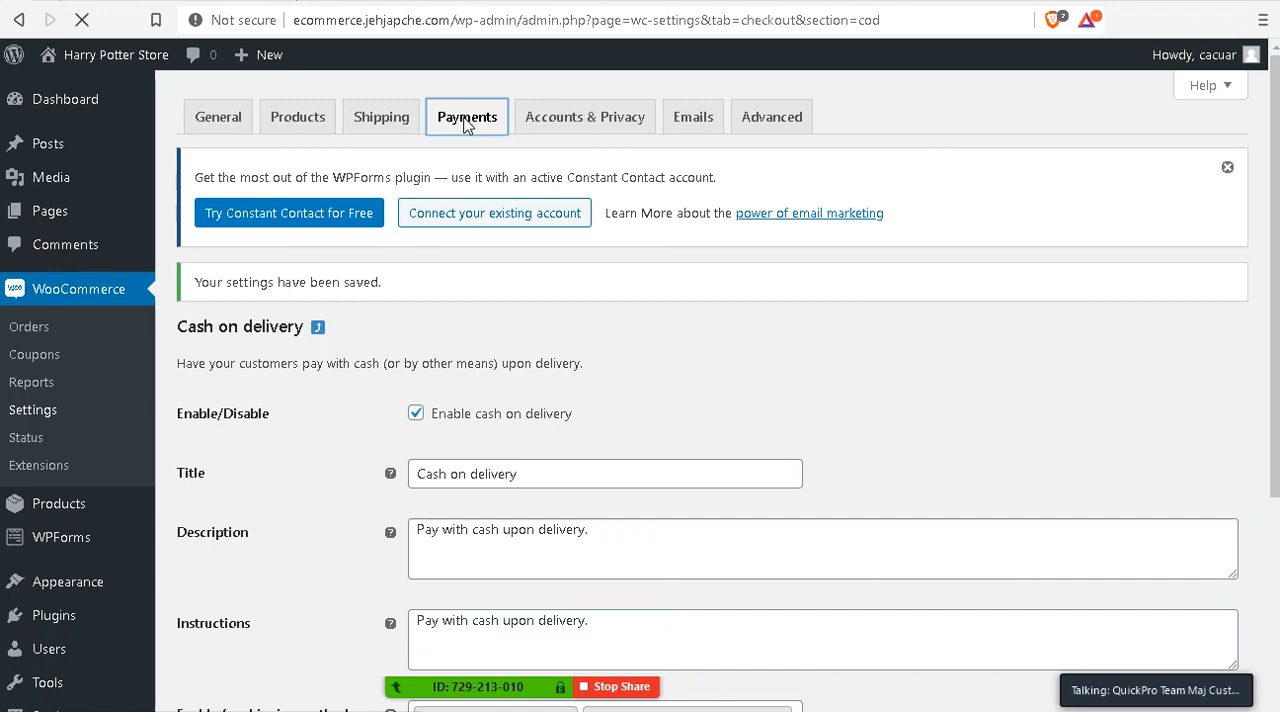 Not secure ecommerce.jehjapche.com/wp-admin/admin.php?page=wc-settings&tab=checkout&section=cod
2
1
Harry Potter Store 0 New Howdy, cacuar
Help
Dashboard
Posts
Media
Pages
Comments
woo WooCommerce
Orders
Coupons
Reports
Settings
Status
Extensions
Products
WPForms
Appearance
Plugins
Users
Tools
General Products Shipping Payments Accounts & Privacy Emails Advanced
Get the most out of the WPForms plugin — use it with an active Constant Contact account.
Try Constant Contact for Free Connect your existing account Learn More about the power of email marketing
Your settings have been saved.
Cash on delivery
Have your customers pay with cash (or by other means) upon delivery.
Enable/Disable Enable cash on delivery
Title Cash on delivery
Description Pay with cash upon delivery.
Instructions Pay with cash upon delivery.
ID: 729-213-010 Stop Share
Talking: QuickPro Team Maj Cust...